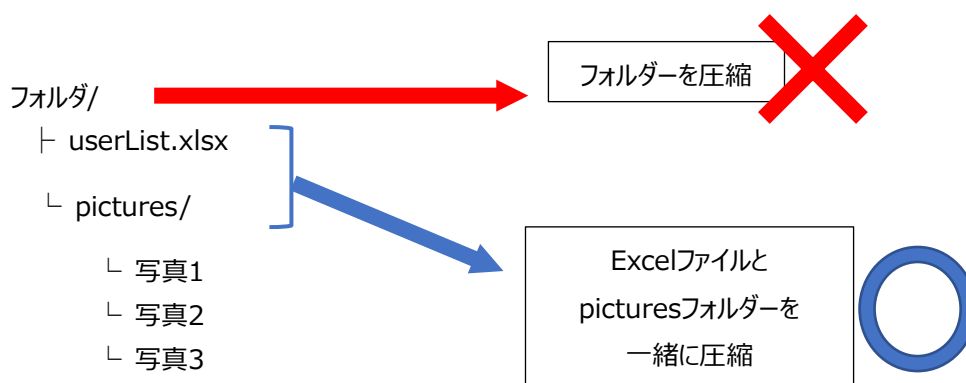 フォルダーを圧縮
フォルダ/
├ userList.xlsx
└ pictures/
└ 写真1
└ 写真2
└ 写真3
Excelファイルと
picturesフォルダーを
一緒に圧縮